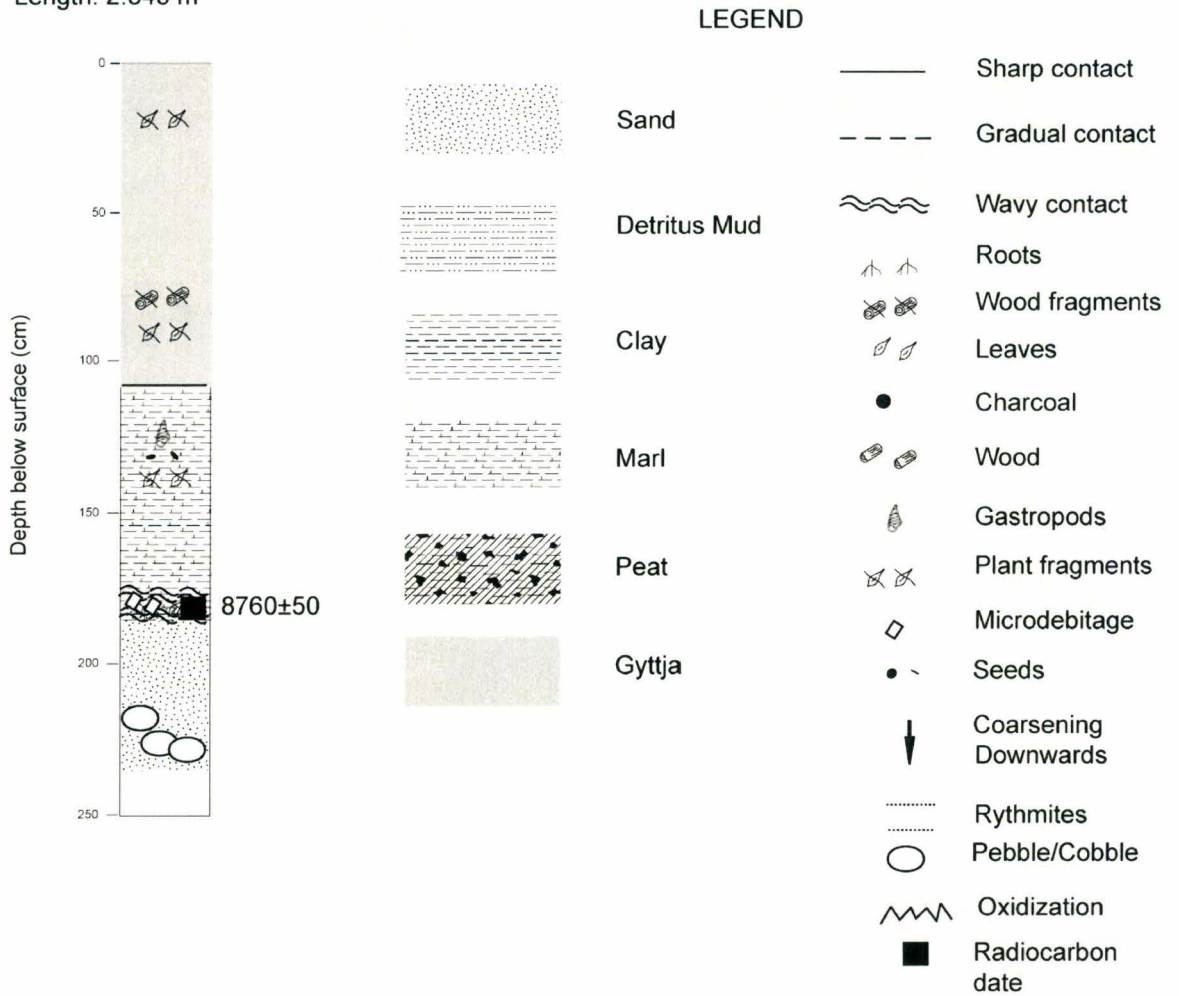 LEGEND
0
50
100
150
200
250
Depth below surface (cm)
8760±50
Sand
Detritus Mud
Clay
Marl
Peat
Gyttja
Sharp contact
Gradual contact
Wavy contact
Roots
Wood fragments
Leaves
Charcoal
Wood
Gastropods
Plant fragments
Microdebitage
Seeds
Coarsening
Downwards
Rythmites
Pebble/Cobble
Oxidization
Radiocarbon
date